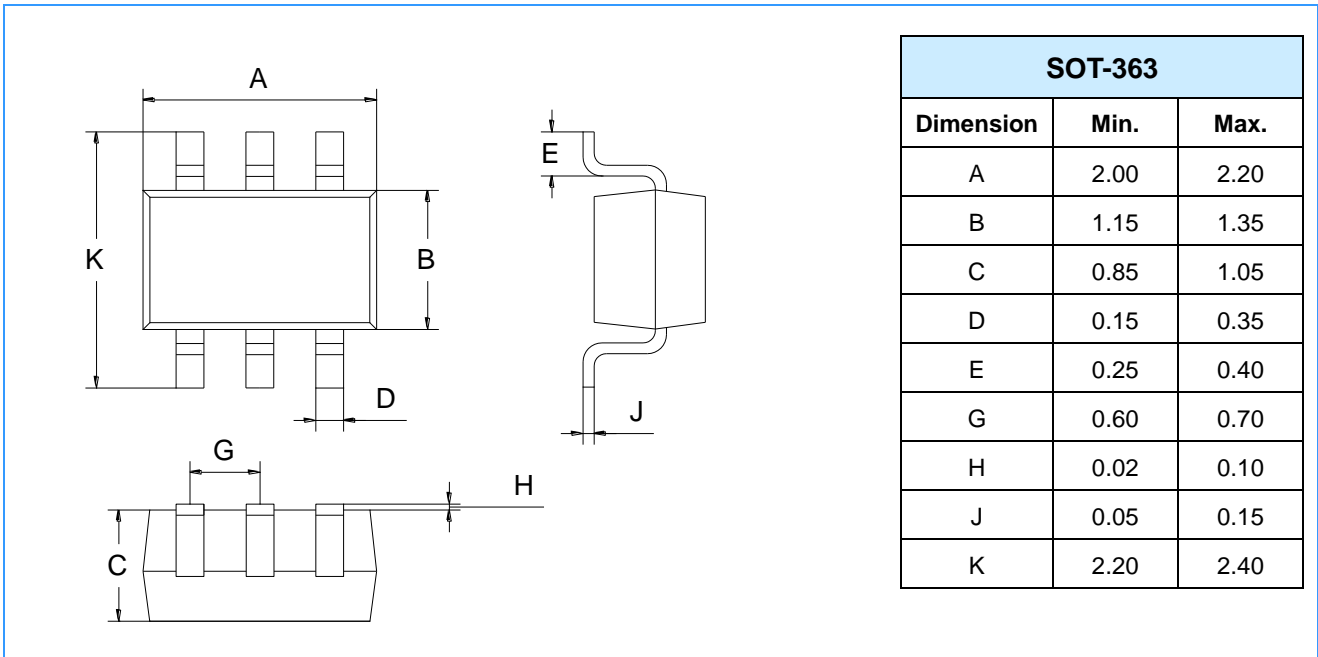 A
K
B
D
E
J
G
H
C
SOT-363
Dimension Min. Max.
A 2.00 2.20
B 1.15 1.35
C 0.85 1.05
D 0.15 0.35
E 0.25 0.40
G 0.60 0.70
H 0.02 0.10
J 0.05 0.15
K 2.20 2.40